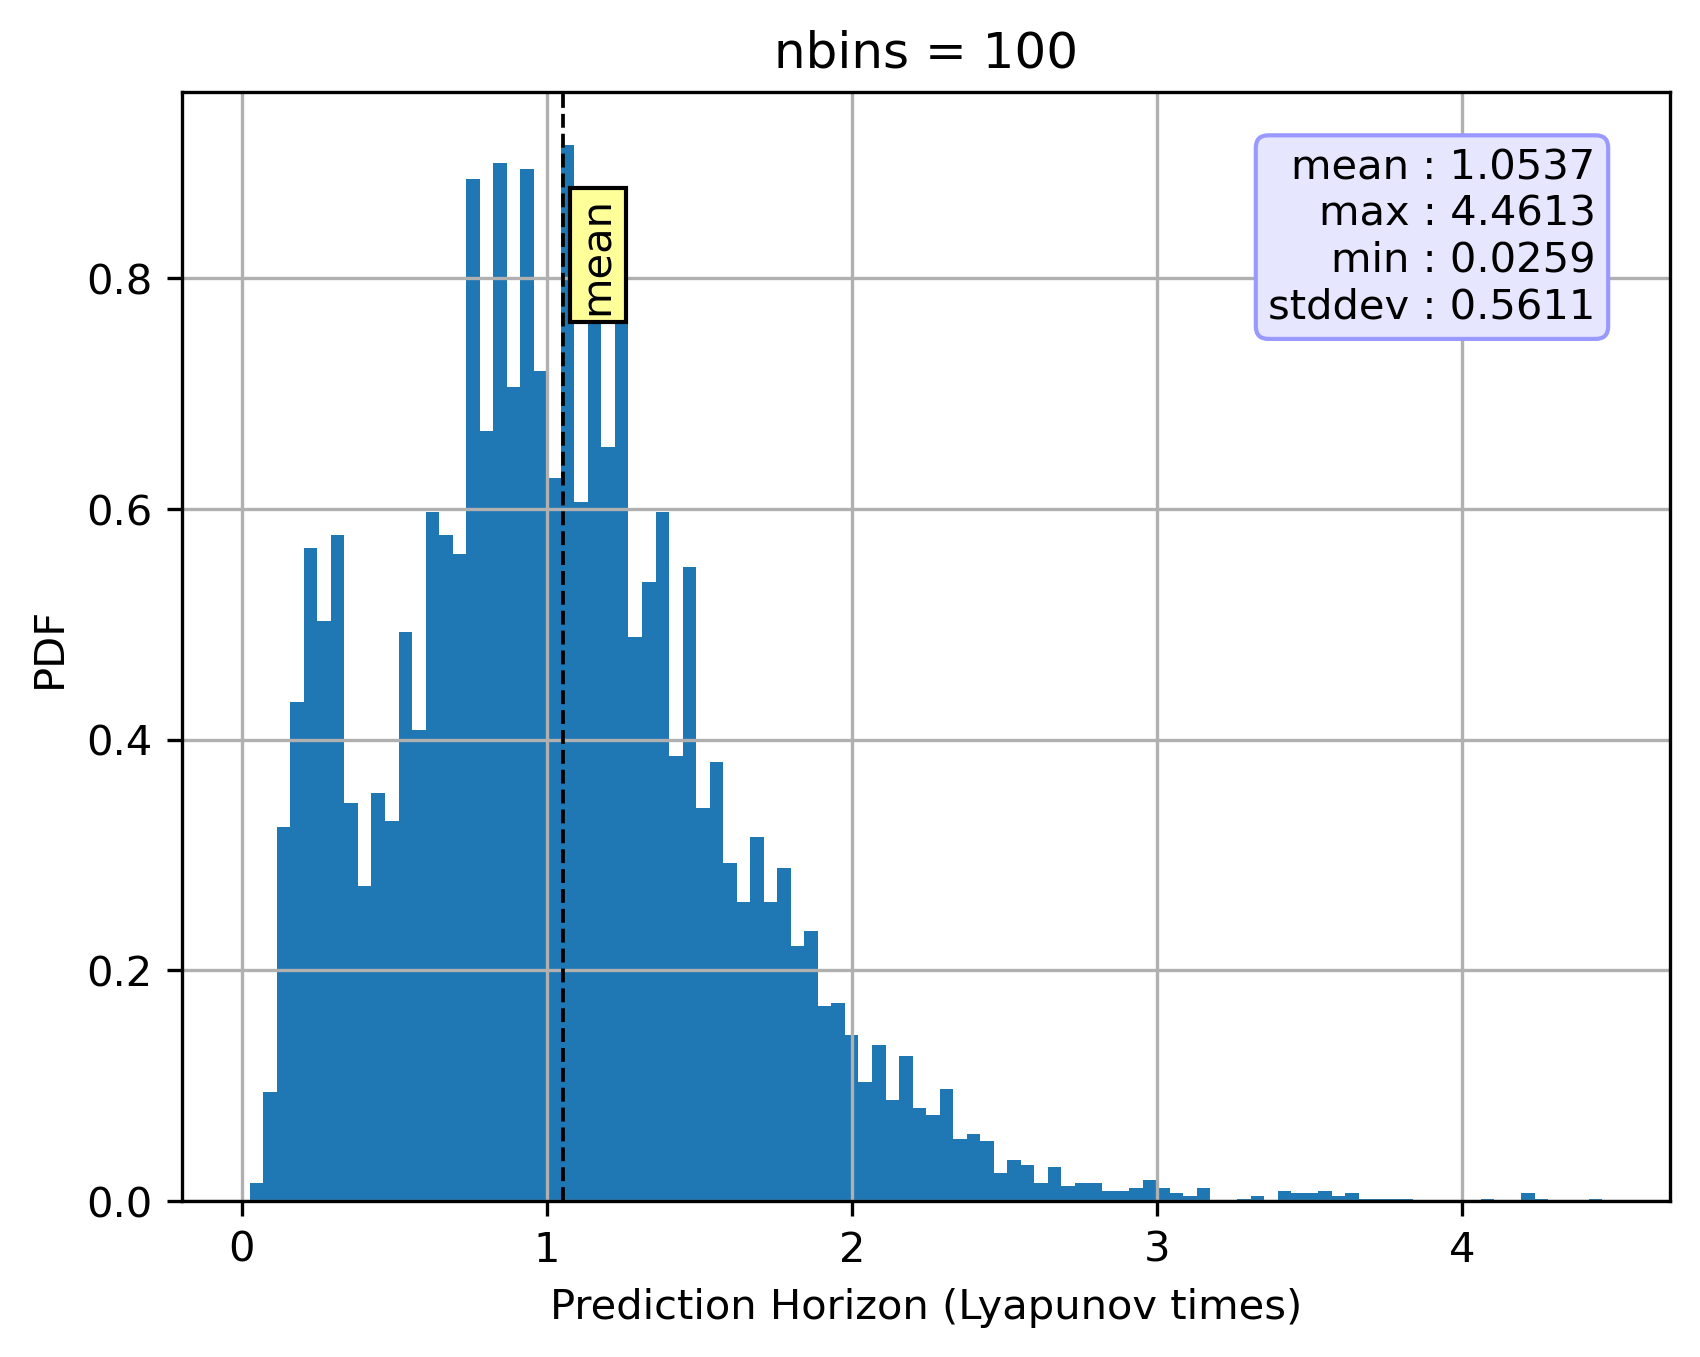 nbins = 100
mean : 1.0537
max : 4.4613
min : 0.0259
stddev : 0.5611
mean
PDF
0.8
0.6
0.4
0.2
0.0
0 1 2 3 4
Prediction Horizon (Lyapunov times)